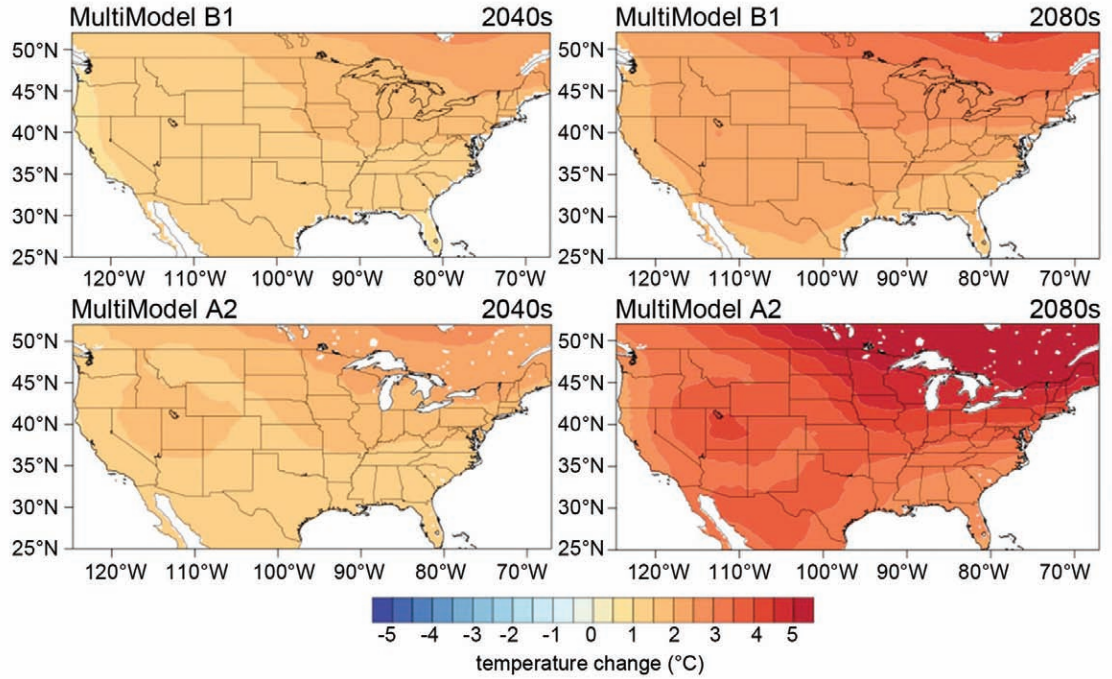 MultiModel B1 2040s MultiModel B1 2080s
50°N 50°N
45°N 45°N
40°N 40°N
35°N 35°N
30°N 30°N
25°N 25°N
120°W 110°W 100°W 90°W 80°W 70°W 120°W 110°W 100°W 90°W 80°W 70°W
MultiModel A2 2040s MultiModel A2 2080s
50°N 50°N
45°N 45°N
40°N 40°N
35°N 35°N
30°N 30°N
25°N 25°N
120°W 110°W 100°W 90°W 80°W 70°W 120°W 110°W 100°W 90°W 80°W 70°W
-5 -4 -3 -2 -1 0 1 2 3 4 5
temperature change (°C)